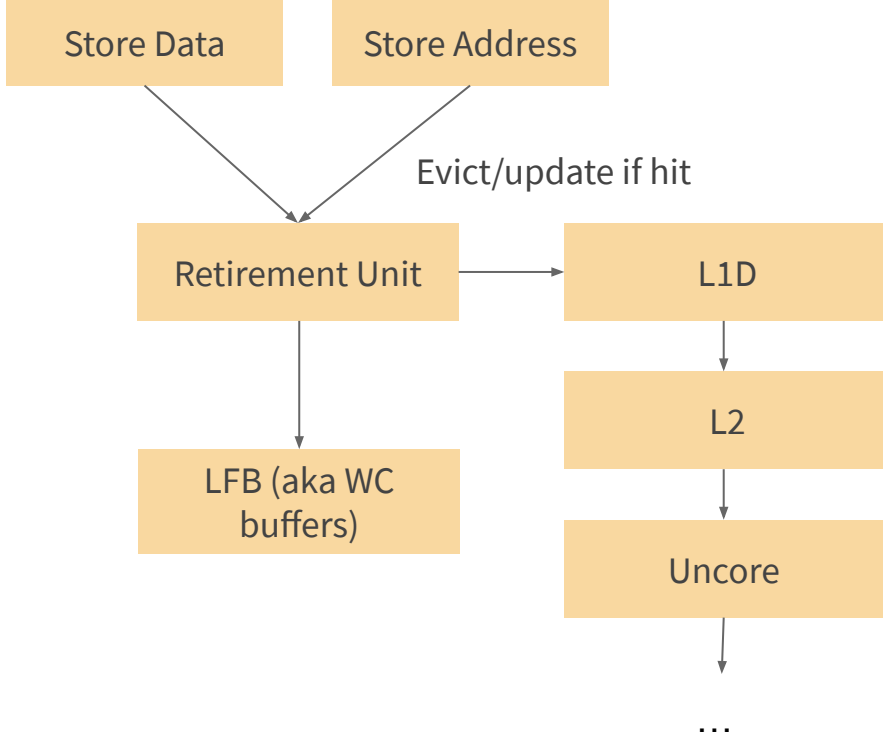 Store Data
Store Address
Evict/update if hit
Retirement Unit
L1D
L2
LFB (aka WC
buffers)
Uncore
...